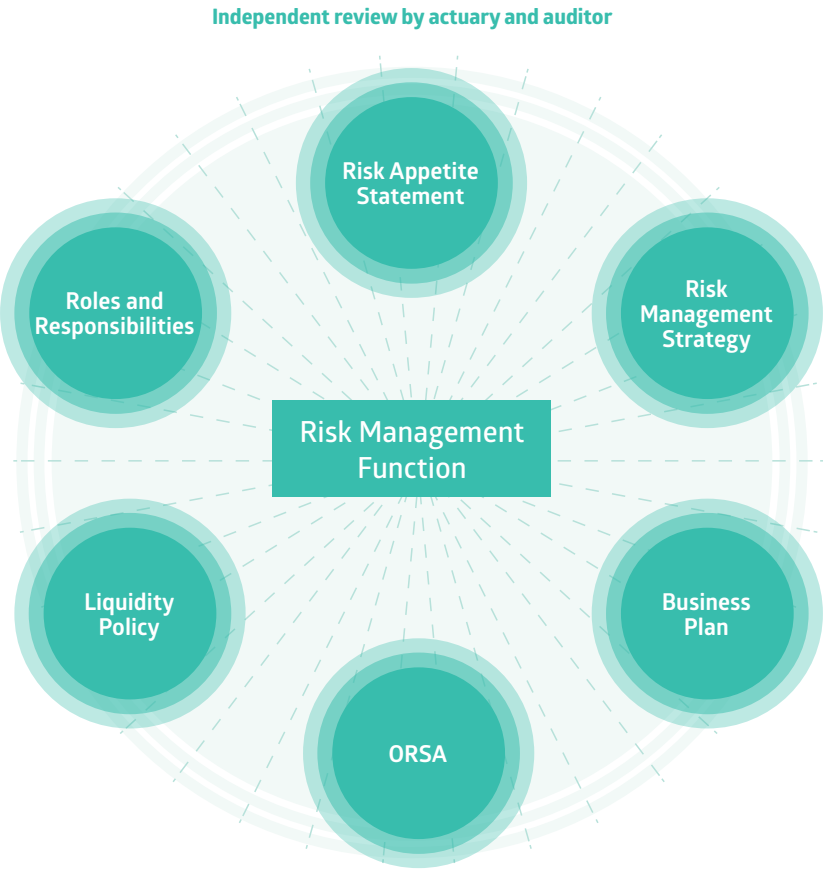 Independent review by actuary and auditor
Risk Appetite
Statement
Roles and
Responsibilities
Risk
Management
Strategy
Risk Management
Function
Liquidity
Policy
Business
Plan
ORSA